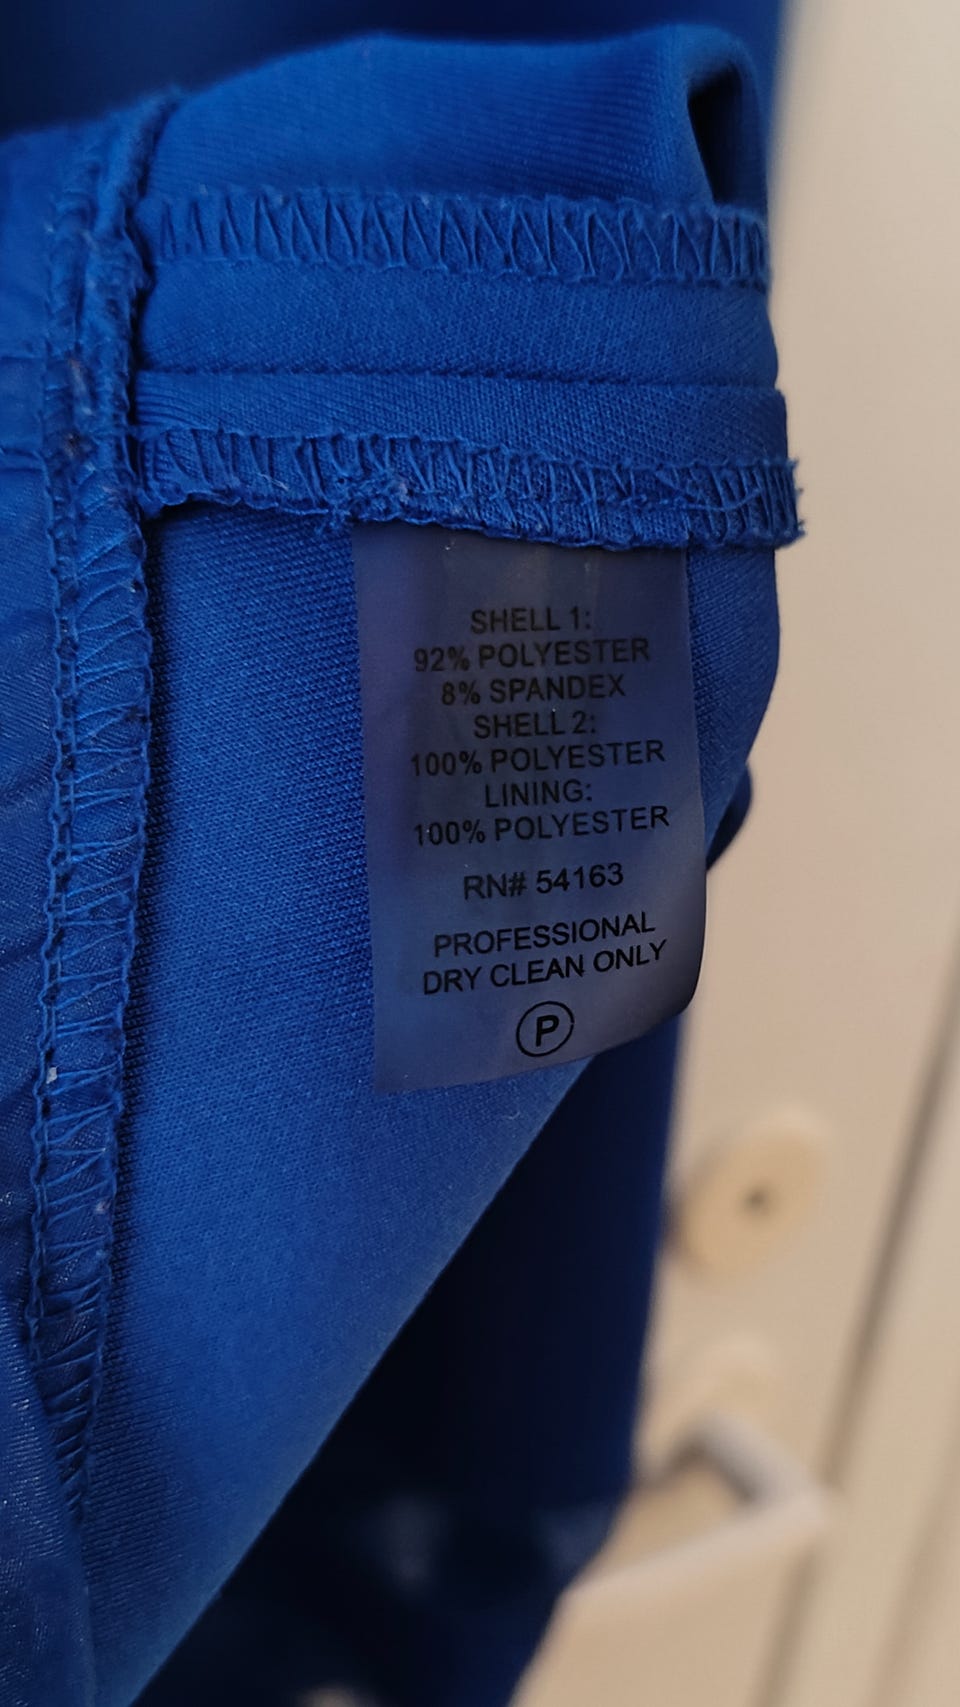 SHELL 1:
92% POLYESTER
8% SPANDEX
SHELL 2:
100% POLYESTER
LINING:
100% POLYESTER
RN# 54163
PROFESSIONAL
DRY CLEAN ONLY
P